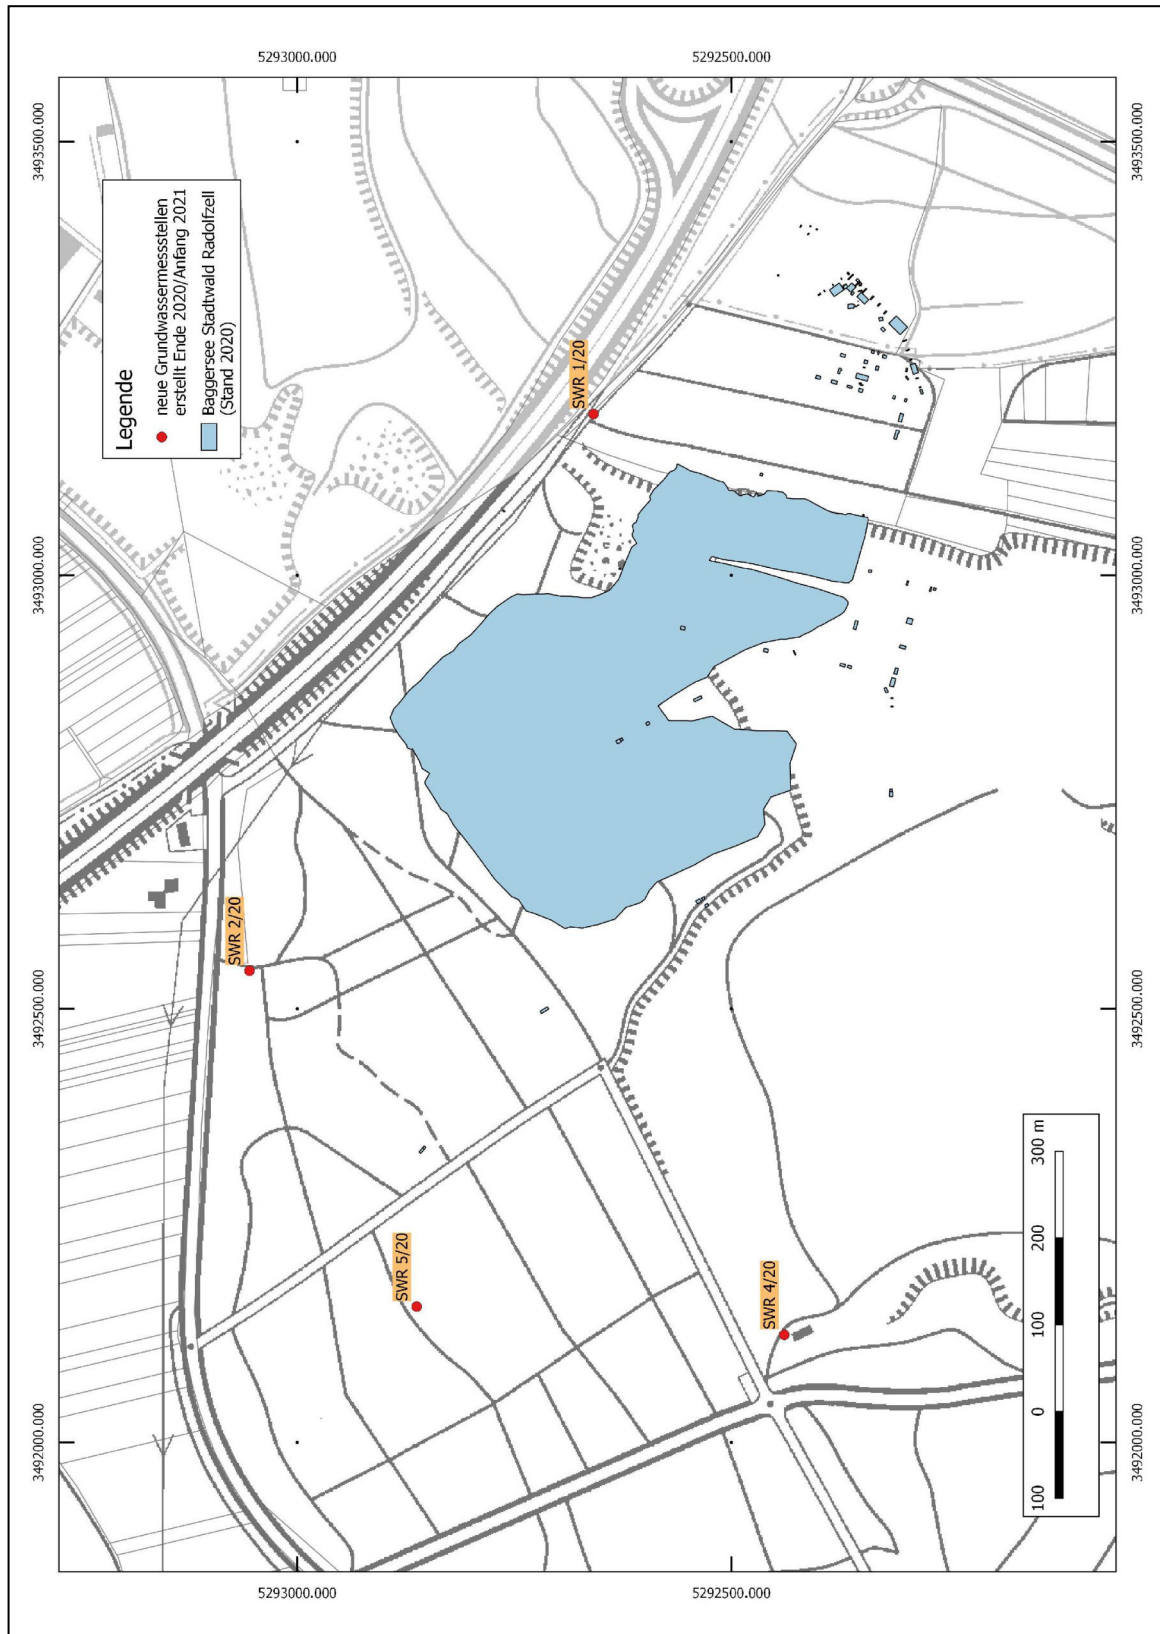 5293000.000
5292500.000
3493500.000
3493500.000
Legende
neue Grundwassermessstellen
erstellt Ende 2020/Anfang 2021
Baggersee Stadtwald Radolfzell
(Stand 2020)
SWR 1/20
3493000.000
3493000.000
SWR 2/20
3492500.000
3492500.000
SWR 5/20
SWR 4/20
100 0 100 200 300 m
3492000.000
3492000.000
5293000.000
5292500.000